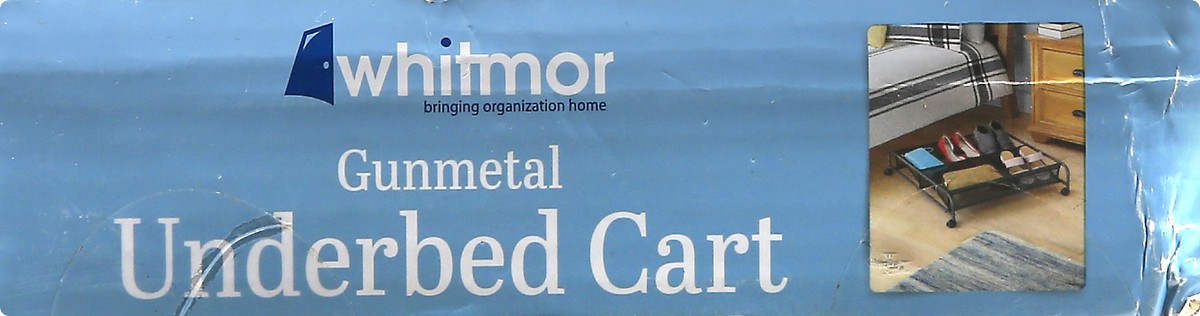 whitmor
bringing organization home
Gunmetal
Underbed Cart